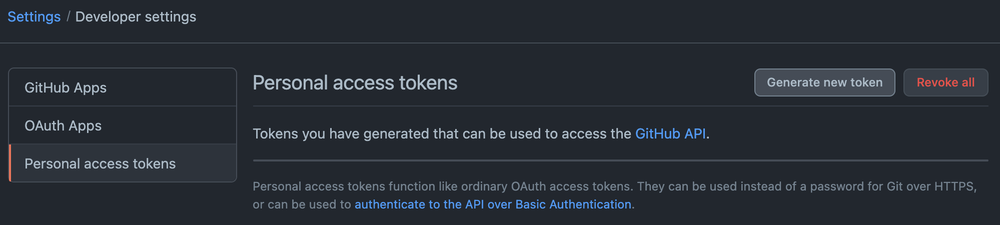 Settings / Developer settings
GitHub Apps
OAuth Apps
Personal access tokens
Personal access tokens
Generate new token
Revoke all
Tokens you have generated that can be used to access the GitHub API.
Personal access tokens function like ordinary OAuth access tokens. They can be used instead of a password for Git over HTTPS,
or can be used to authenticate to the API over Basic Authentication.